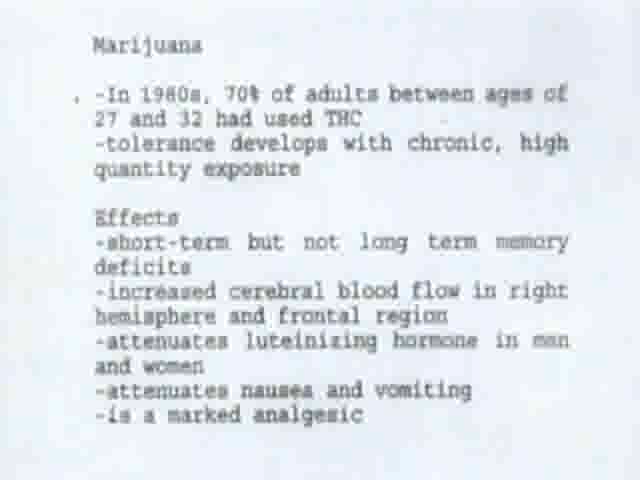 Marijuana
-In 1980s, 70% of adults between ages of
27 and 32 had used THC
-tolerance develops with chronic, high
quantity exposure
Effects
-short-term but not long term memory
deficits
-increased cerebral blood flow in right
hemisphere and frontal region
-attenuates luteinizing hormone in men
and women
-attenuates nausea and vomiting
-is a marked analgesic